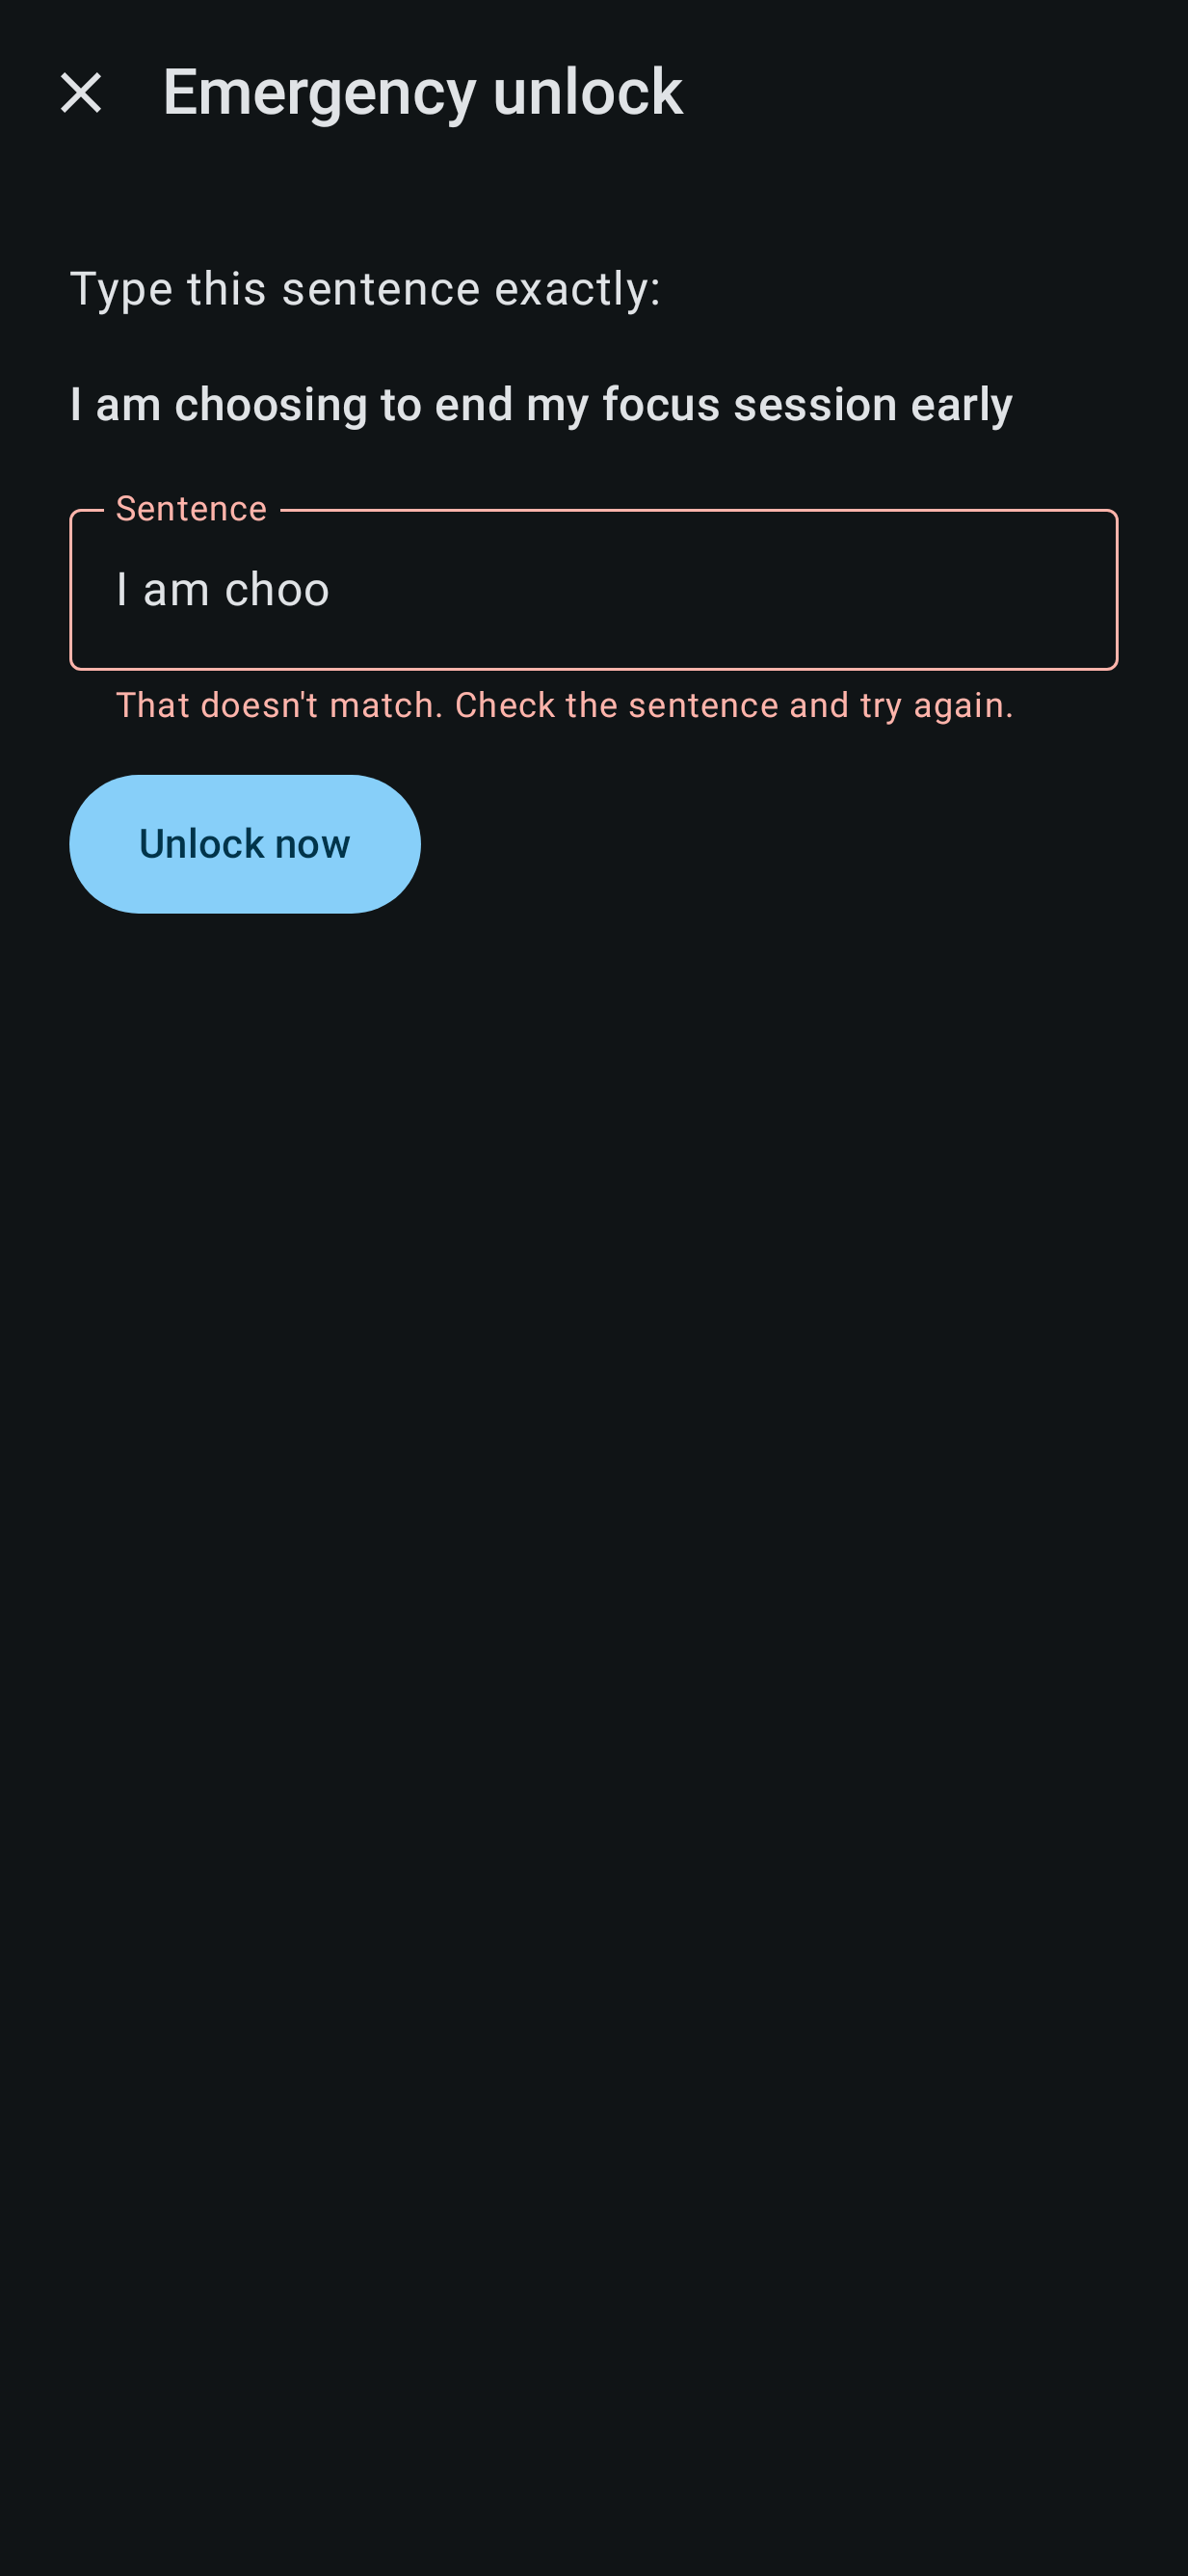 Emergency unlock
Type this sentence exactly:
I am choosing to end my focus session early
Sentence
I am choo
That doesn't match. Check the sentence and try again.
Unlock now